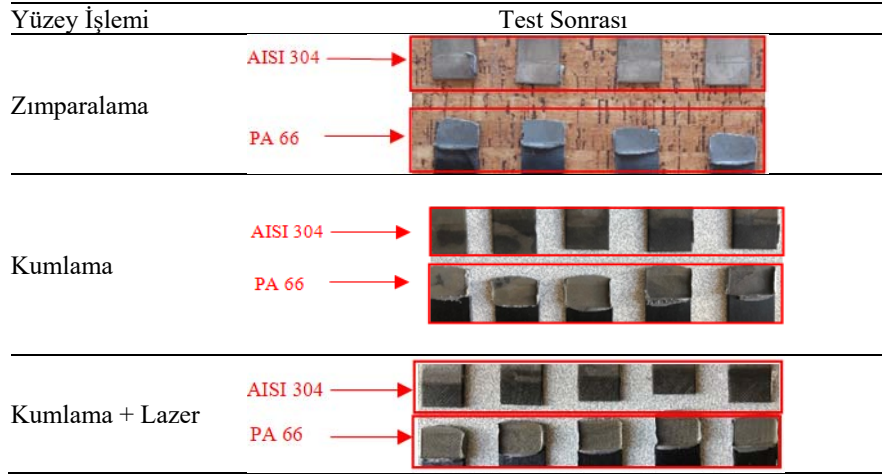 Yüzey İşlemi Test Sonrası
AISI 304
Zımparalama
PA 66
AISI 304
Kumlama
PA 66
AISI 304
Kumlama + Lazer
PA 66